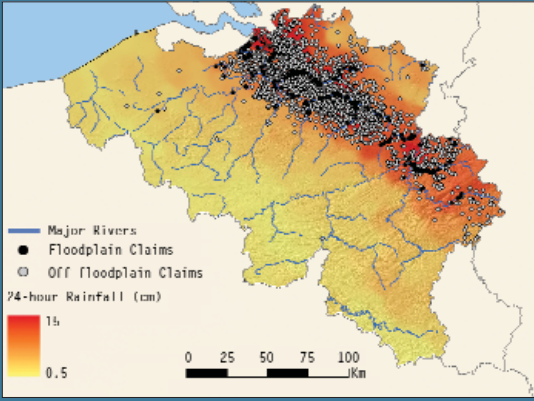 Major Rivers
Floodplain Claims
Off floodplain Claims
24-hour Rainfall (cm)
15
0.5
0 25 50 75 100
Km